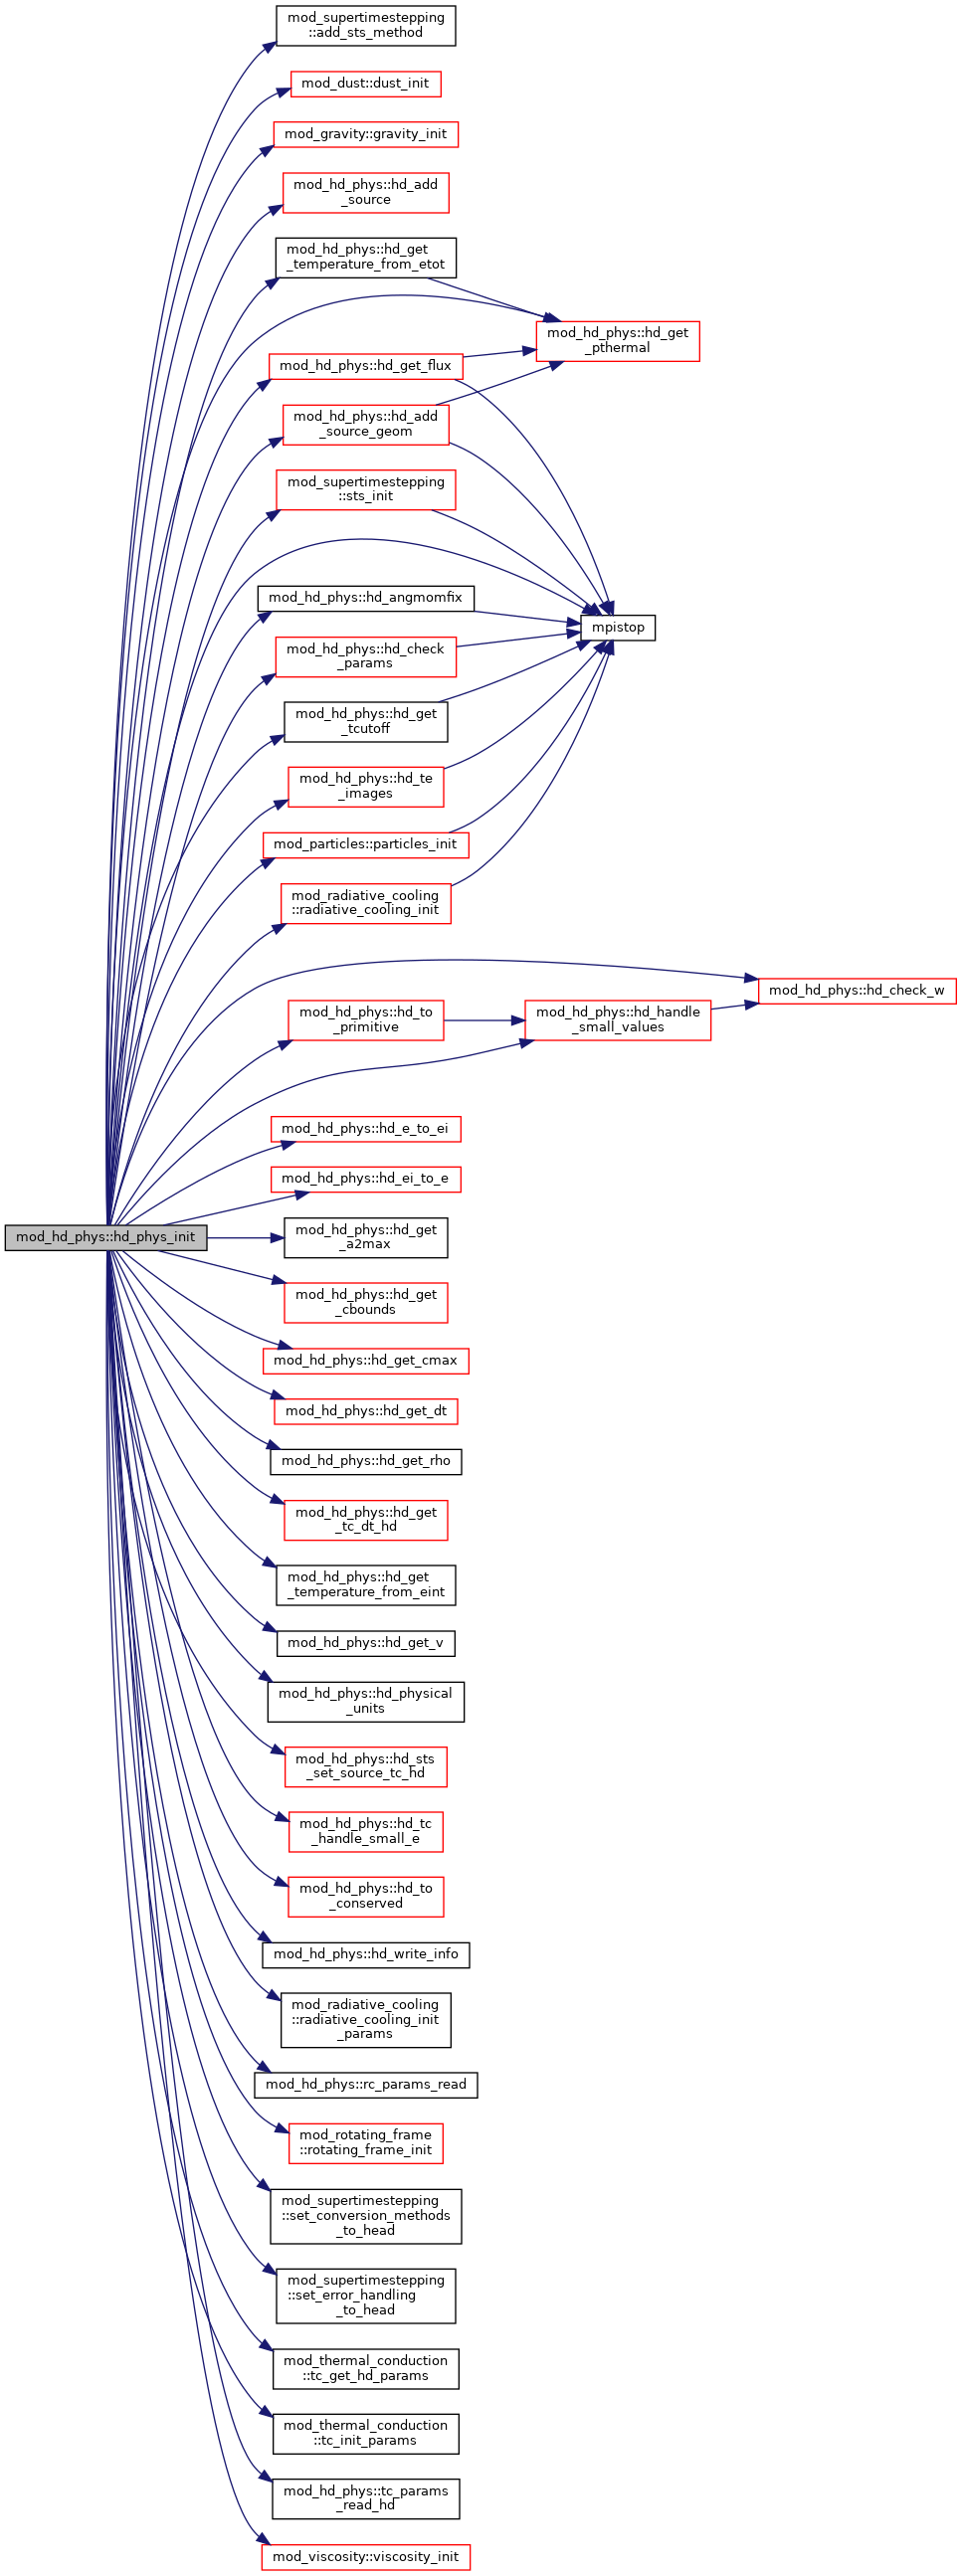 mod_supertimestepping
::add_sts_method
mod_dust::dust_init
mod_gravity::gravity_init
mod_hd_phys::hd_add
_source
mod_hd_phys::hd_get
_temperature_from_etot
mod_hd_phys::hd_get
_pthermal
mod_hd_phys::hd_get_flux
mod_hd_phys::hd_add
_source_geom
mod_supertimestepping
::sts_init
mod_hd_phys::hd_angmomfix
mpistop
mod_hd_phys::hd_check
_params
mod_hd_phys::hd_get
_tcutoff
mod_hd_phys::hd_te
_images
mod_particles::particles_init
mod_radiative_cooling
::radiative_cooling_init
mod_hd_phys::hd_check_w
mod_hd_phys::hd_to
_primitive
mod_hd_phys::hd_handle
_small_values
mod_hd_phys::hd_e_to_ei
mod_hd_phys::hd_ei_to_e
mod_hd_phys::hd_phys_init
mod_hd_phys::hd_get
_a2max
mod_hd_phys::hd_get
_cbounds
mod_hd_phys::hd_get_cmax
mod_hd_phys::hd_get_dt
mod_hd_phys::hd_get_rho
mod_hd_phys::hd_get
_tc_dt_hd
mod_hd_phys::hd_get
_temperature_from_eint
mod_hd_phys::hd_get_v
mod_hd_phys::hd_physical
_units
mod_hd_phys::hd_sts
_set_source_tc_hd
mod_hd_phys::hd_tc
_handle_small_e
mod_hd_phys::hd_to
_conserved
mod_hd_phys::hd_write_info
mod_radiative_cooling
::radiative_cooling_init
_params
mod_hd_phys::rc_params_read
mod_rotating_frame
::rotating_frame_init
mod_supertimestepping
::set_conversion_methods
_to_head
mod_supertimestepping
::set_error_handling
_to_head
mod_thermal_conduction
::tc_get_hd_params
mod_thermal_conduction
::tc_init_params
mod_hd_phys::tc_params
_read_hd
mod_viscosity::viscosity_init